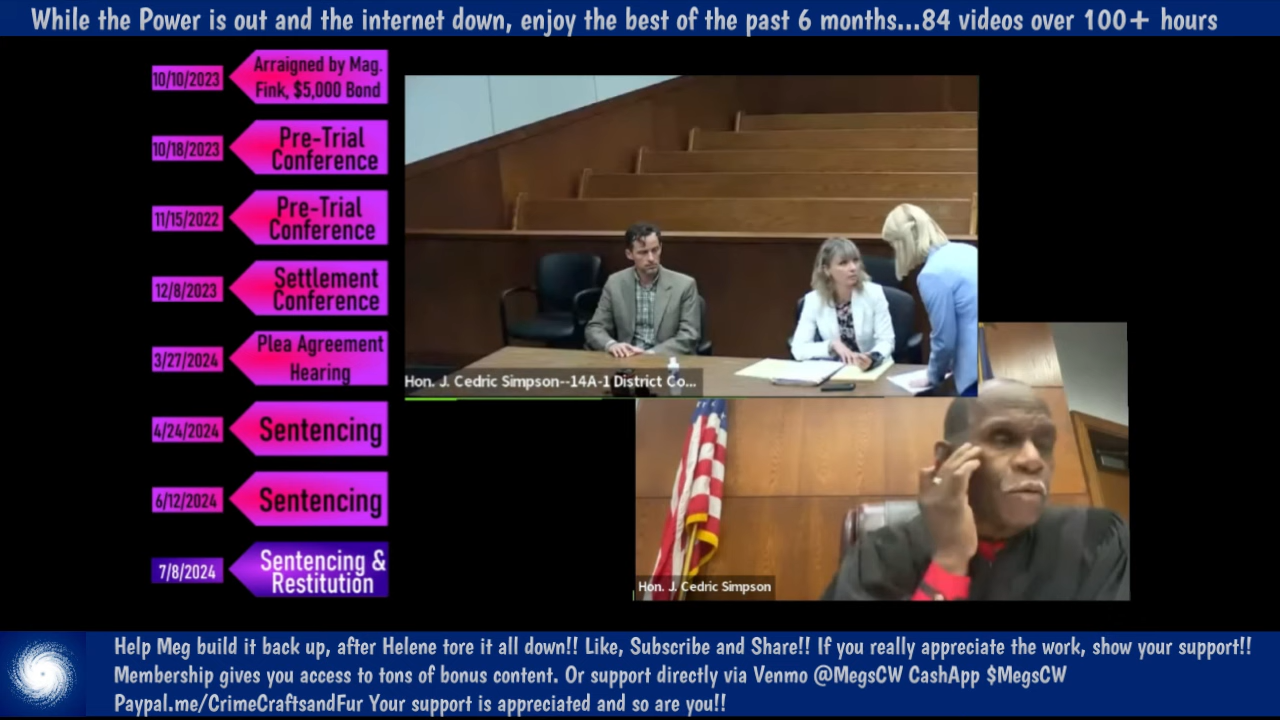 While the Power is out and the internet down, enjoy the best of the past 6 months...84 videos over 100+ hours
10/10/2023
Arraigned by Mag.
Fink, $5,000 Bond
10/18/2023
Pre-Trial
Conference
11/15/2022
Pre-Trial
Conference
12/8/2023
Settlement
Conference
3/27/2024
Plea Agreement
Hearing
4/24/2024
Sentencing
6/12/2024
Sentencing
7/8/2024
Sentencing &
Restitution
Hon. J. Cedric Simpson--14A-1 District Co...
Hon. J. Cedric Simpson
Help Meg build it back up, after Helene tore it all down!! Like, Subscribe and Share!! If you really appreciate the work, show your support!!
Membership gives you access to tons of bonus content. Or support directly via Venmo @MegsCW CashApp $MegsCW
Paypal.me/CrimeCraftsandFur Your support is appreciated and so are you!!